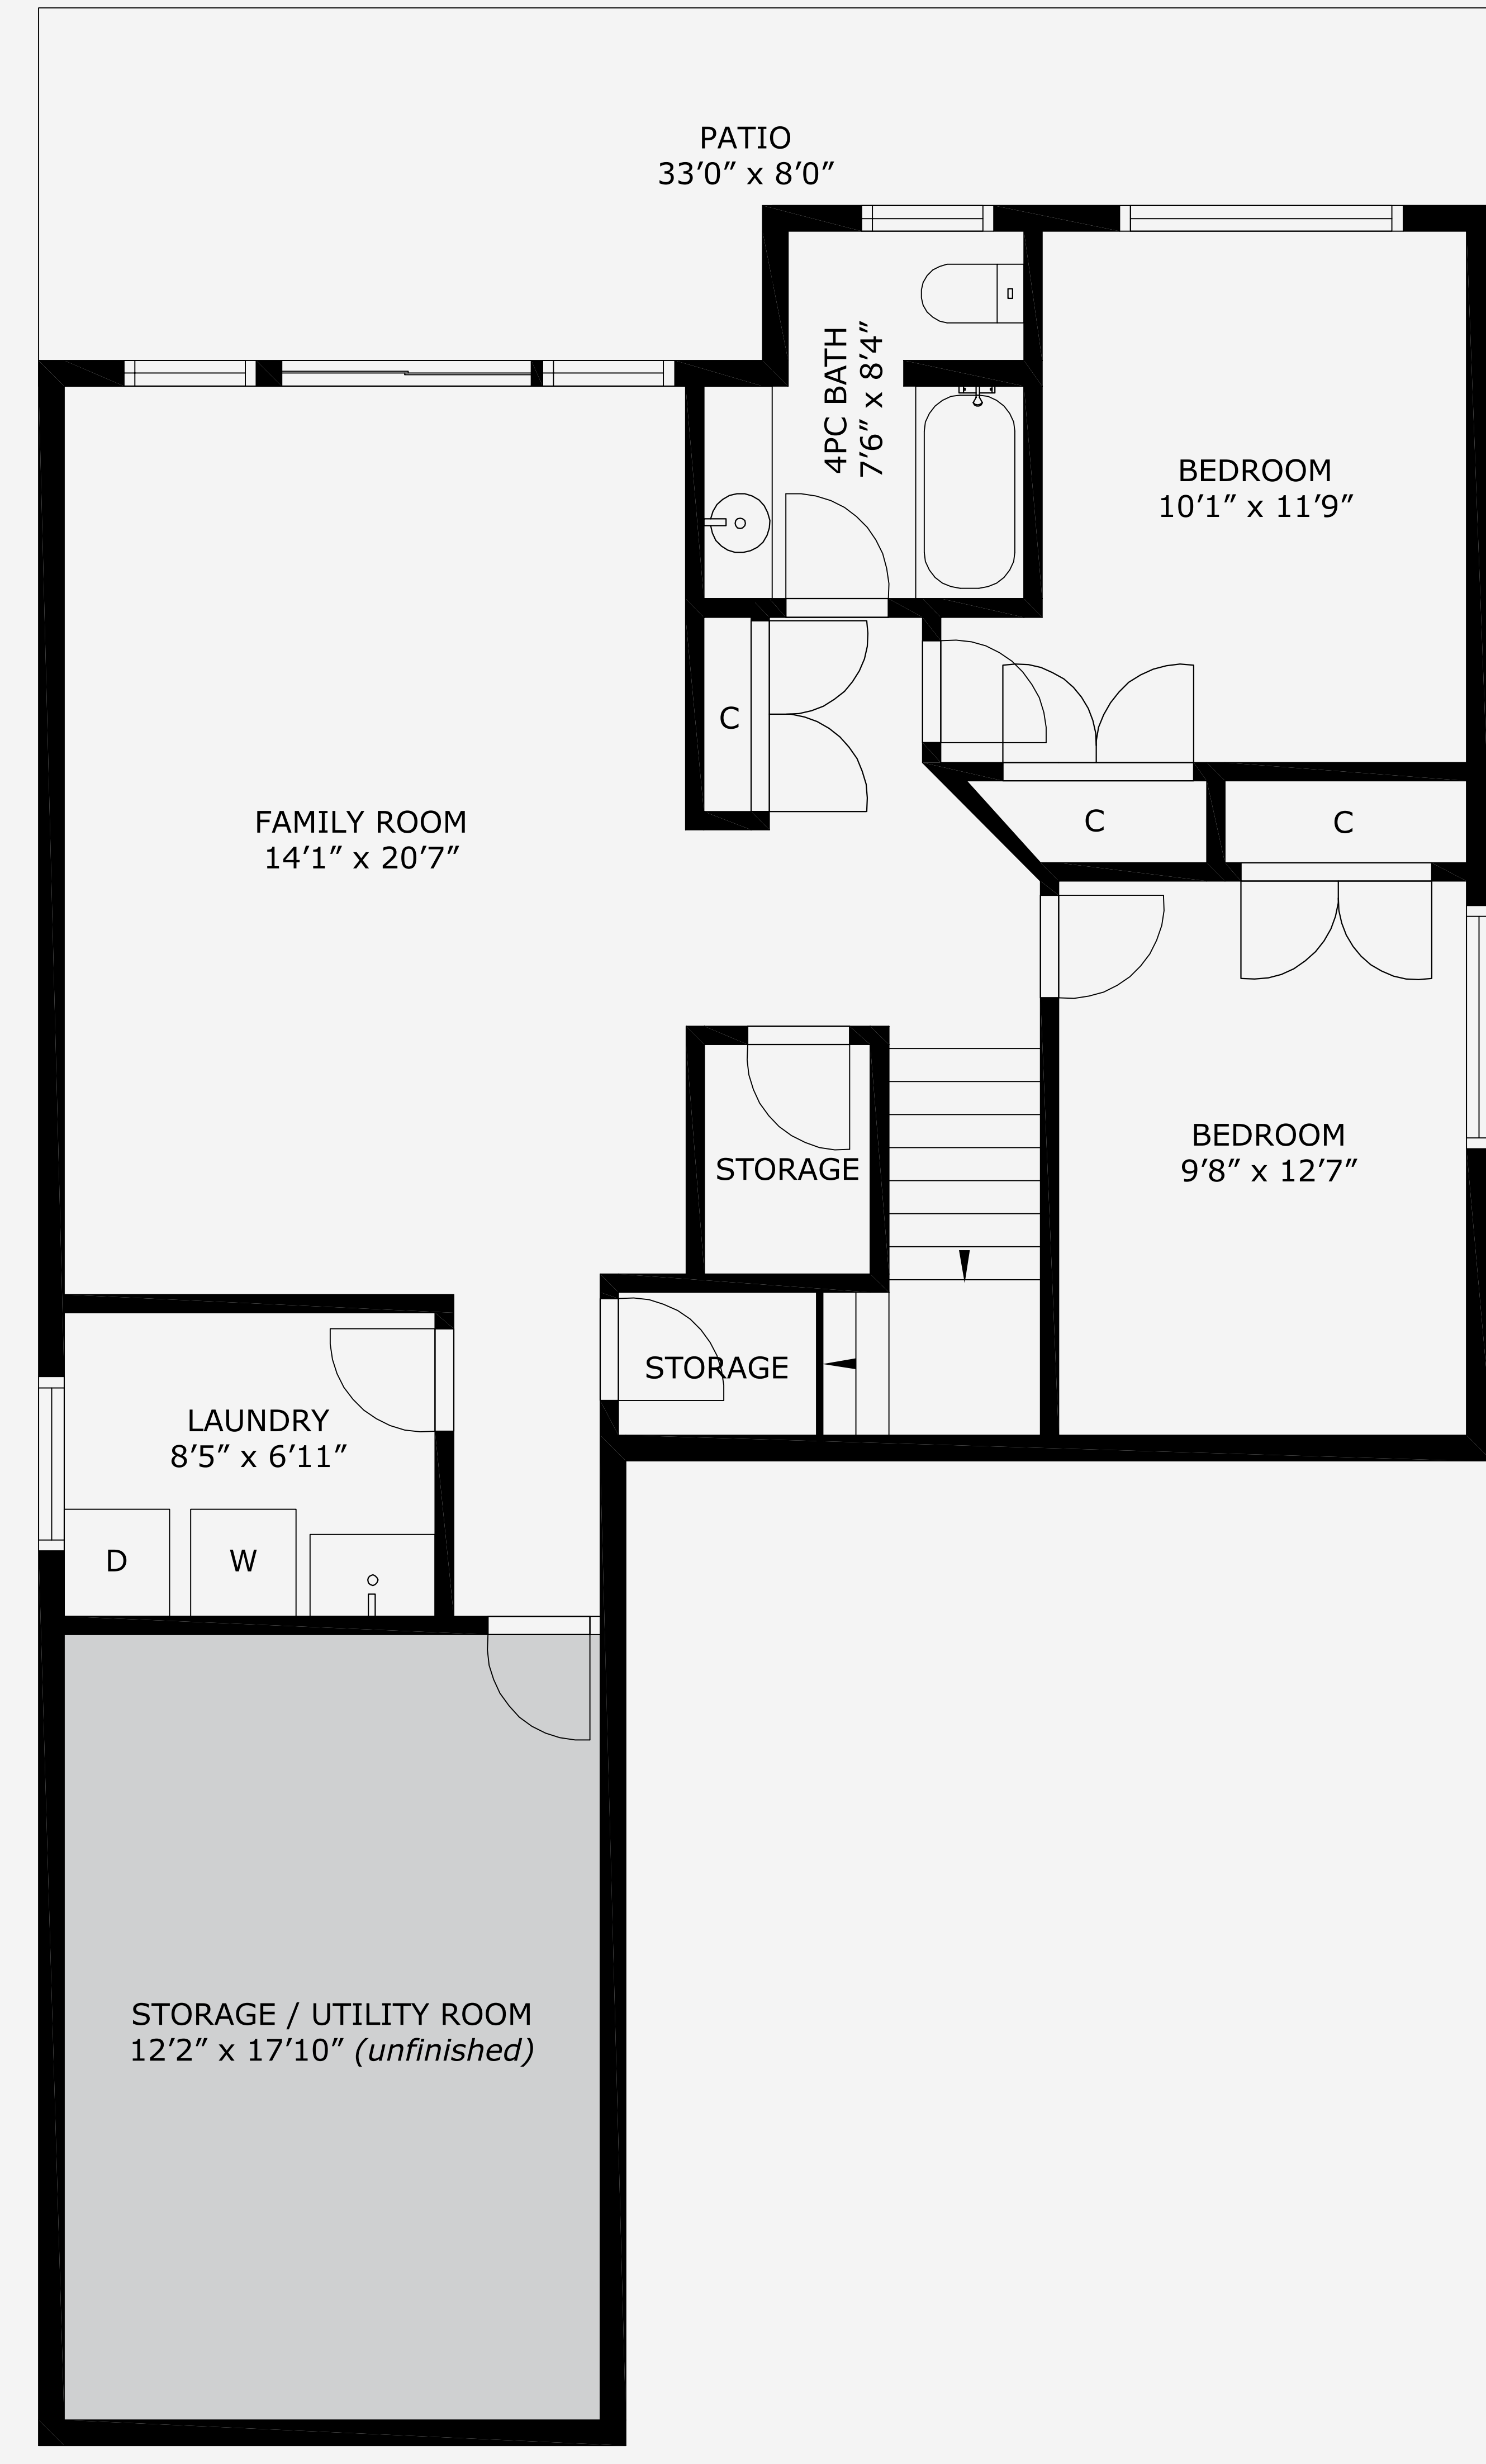 PATIO
33′0″ x 8′0″
4PC BATH
7′6″ x 8′4″
BEDROOM
10′1″ x 11′9″
C
FAMILY ROOM
14′1″ x 20′7″
C
C
BEDROOM
9′8″ x 12′7″
STORAGE
STORAGE
LAUNDRY
8′5″ x 6′11″
D
W
STORAGE / UTILITY ROOM
12′2″ x 17′10″ (unfinished)